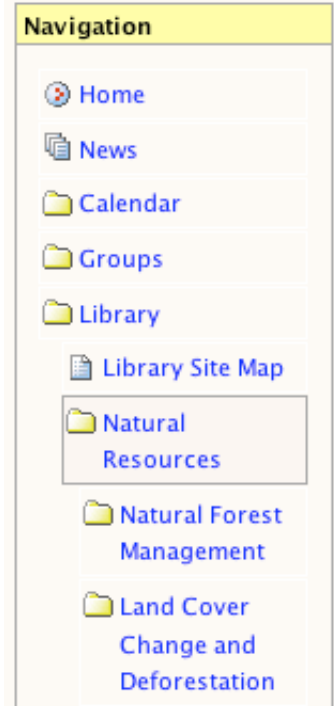 Navigation
Home
News
Calendar
Groups
Library
Library Site Map
Natural
Resources
Natural Forest
Management
Land Cover
Change and
Deforestation